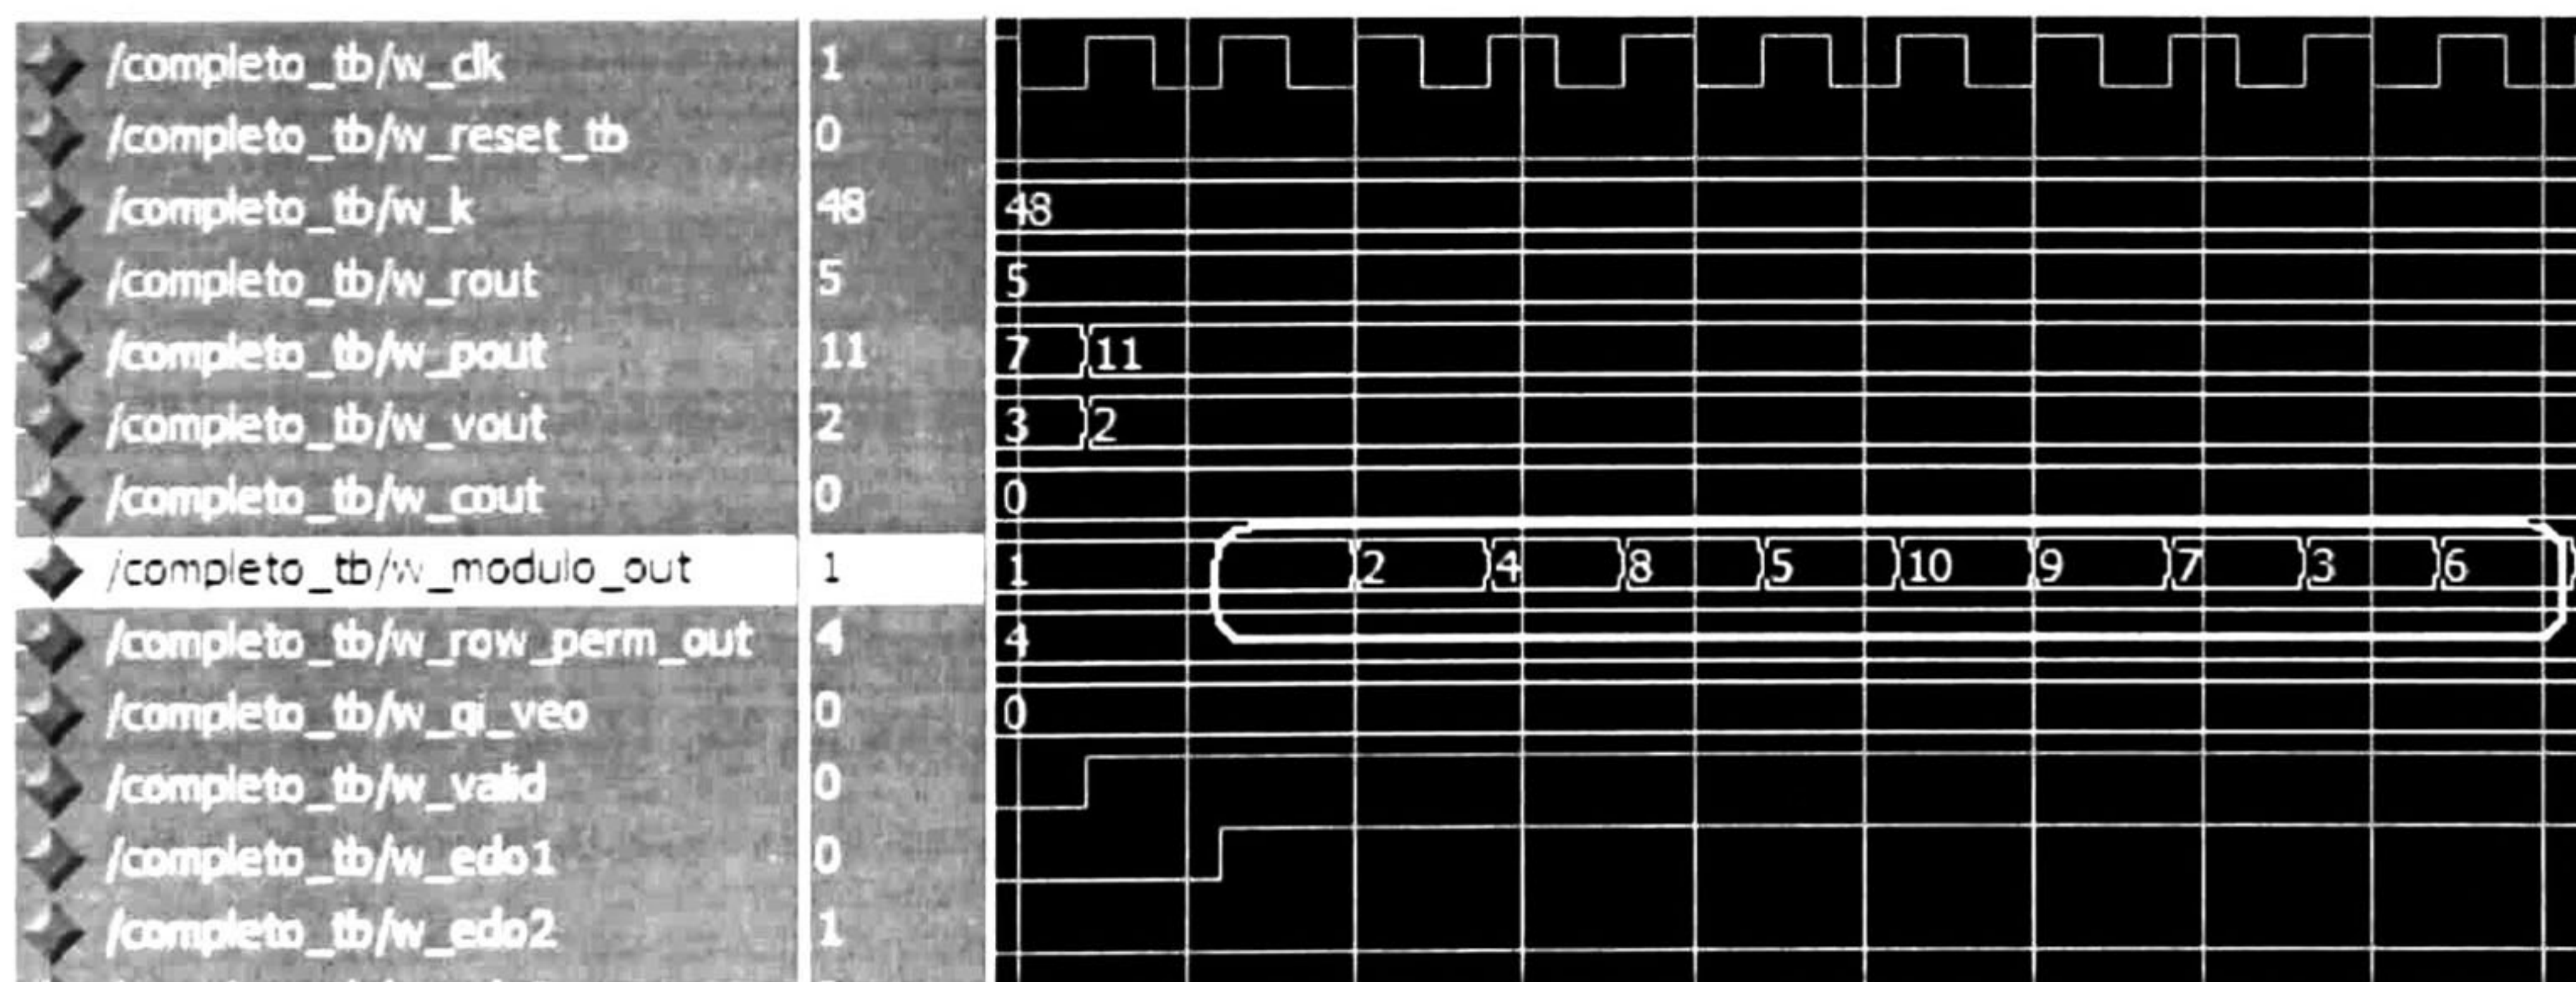 /completo_tb/w_clk 1
/completo_tb/w_reset_tb 0
/completo_tb/w_k 48 48
/completo_tb/w_rout 5 5
/completo_tb/w_pout 11 7 11
/completo_tb/w_vout 2 3 2
/completo_tb/w_cout 0 0
/completo_tb/w_modulo_out 1 1 2 4 8 5 10 9 7 3 6
/completo_tb/w_row_perm_out 4 4
/completo_tb/w_qi_veo 0 0
/completo_tb/w_valid 0
/completo_tb/w_edo1 0
/completo_tb/w_edo2 1